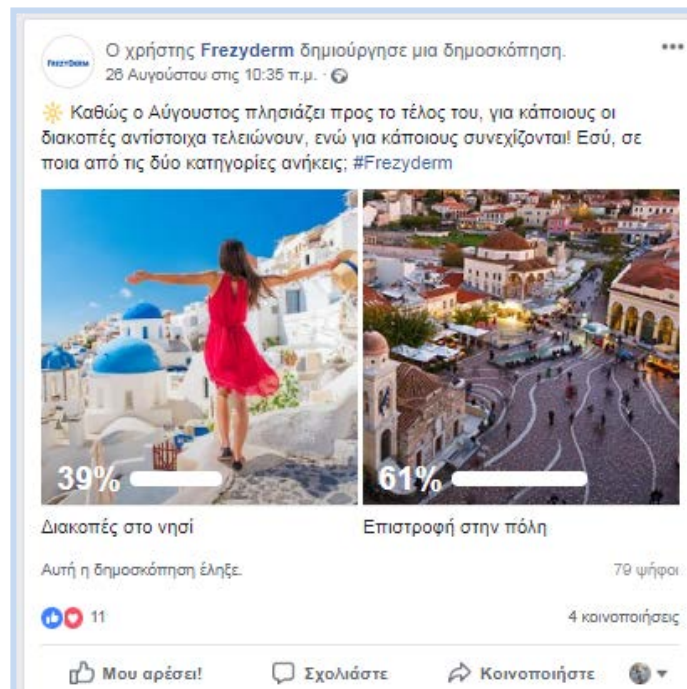 FREZYDERM
Ο χρήστης Frezyderm δημιούργησε μια δημοσκόπηση.
26 Αυγούστου στις 10:35 π.μ. ·
Καθώς ο Αύγουστος πλησιάζει προς το τέλος του, για κάποιους οι
διακοπές αντίστοιχα τελειώνουν, ενώ για κάποιους συνεχίζονται! Εσύ, σε
ποια από τις δύο κατηγορίες ανήκεις; #Frezyderm
39%
61%
Διακοπές στο νησί
Επιστροφή στην πόλη
Αυτή η δημοσκόπηση έληξε.
79 ψήφοι
11
4 κοινοποιήσεις
Μου αρέσει!
Σχολιάστε
Κοινοποιήστε